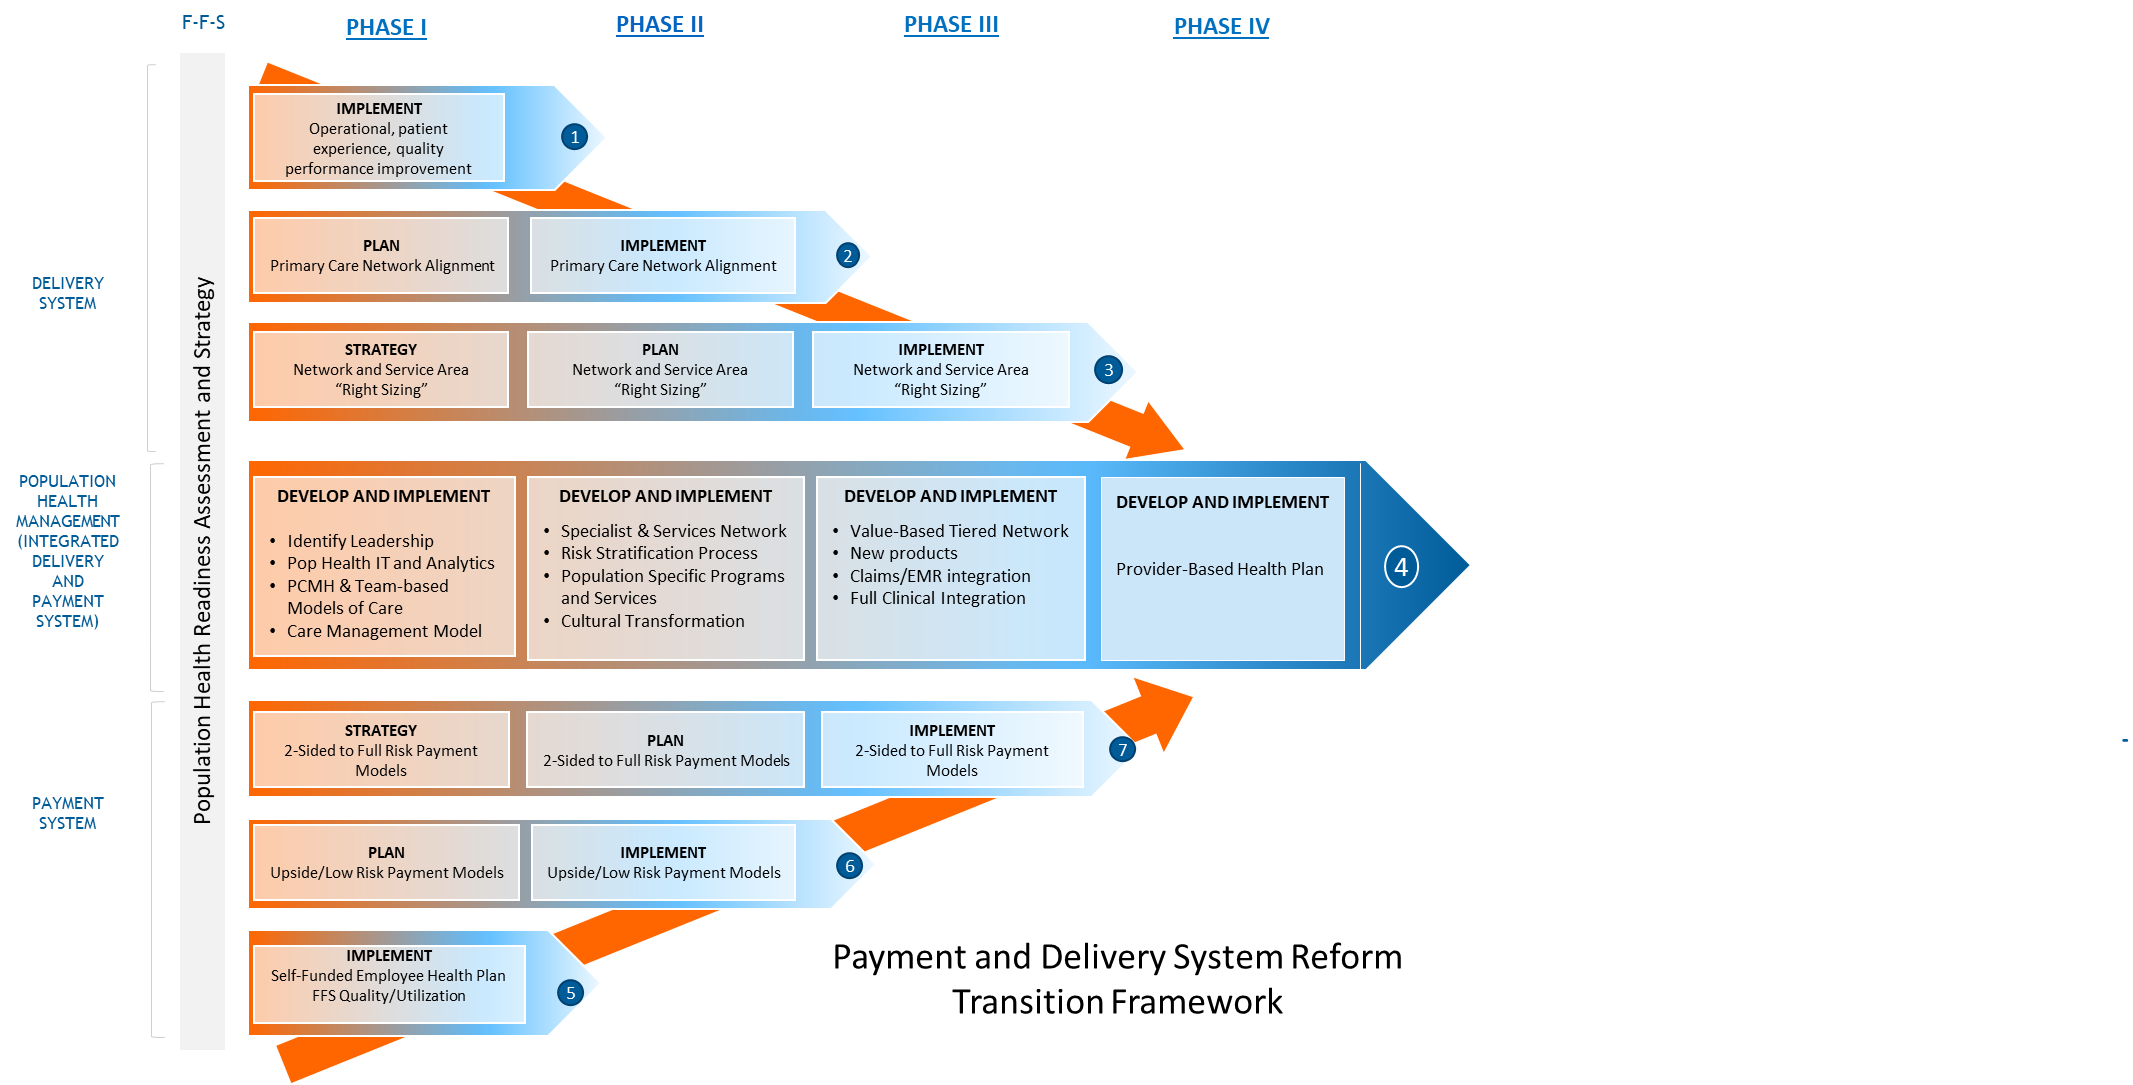 F-F-S
PHASE I
PHASE II
PHASE III
PHASE IV
DELIVERY
SYSTEM
POPULATION
HEALTH
MANAGEMENT
(INTEGRATED
DELIVERY
AND
PAYMENT
SYSTEM)
PAYMENT
SYSTEM
Population Health Readiness Assessment and Strategy
IMPLEMENT
Operational, patient
experience, quality
performance improvement
1
PLAN
Primary Care Network Alignment
IMPLEMENT
Primary Care Network Alignment
2
STRATEGY
Network and Service Area
“Right Sizing”
PLAN
Network and Service Area
“Right Sizing”
IMPLEMENT
Network and Service Area
“Right Sizing”
3
DEVELOP AND IMPLEMENT
• Identify Leadership
• Pop Health IT and Analytics
• PCMH & Team-based
Models of Care
• Care Management Model
DEVELOP AND IMPLEMENT
• Specialist & Services Network
• Risk Stratification Process
• Population Specific Programs
and Services
• Cultural Transformation
DEVELOP AND IMPLEMENT
• Value-Based Tiered Network
• New products
• Claims/EMR integration
• Full Clinical Integration
DEVELOP AND IMPLEMENT
Provider-Based Health Plan
4
STRATEGY
2-Sided to Full Risk Payment
Models
PLAN
2-Sided to Full Risk Payment Models
IMPLEMENT
2-Sided to Full Risk Payment
Models
7
PLAN
Upside/Low Risk Payment Models
IMPLEMENT
Upside/Low Risk Payment Models
6
IMPLEMENT
Self-Funded Employee Health Plan
FFS Quality/Utilization
5
Payment and Delivery System Reform
Transition Framework
-